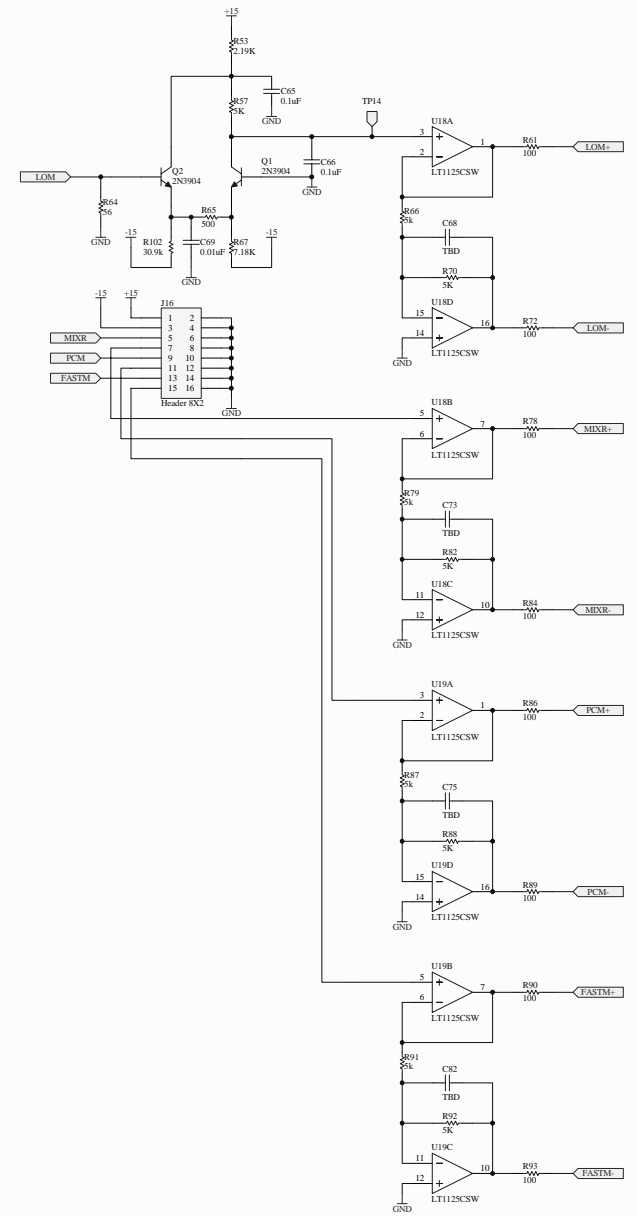 +15
R53
2.19K
C65
0.1uF
GND
R57
5K
TP14
U18A
3
1
2
LT1125CSW
R61
100
LOM+
LOM
Q2
2N3904
Q1
2N3904
C66
0.1uF
GND
R64
56
GND
R65
500
-15
R102
30.9k
C69
0.01uF
GND
R67
7.18K
-15
R66
5k
C68
TBD
R70
5K
U18D
15
16
14
GND
LT1125CSW
R72
100
LOM-
-15
+15
J16
MIXR
PCM
FASTM
1 2
3 4
5 6
7 8
9 10
11 12
13 14
15 16
Header 8X2
GND
U18B
5
7
6
LT1125CSW
R78
100
MIXR+
R79
5k
C73
TBD
R82
5K
U18C
11
10
12
GND
LT1125CSW
R84
100
MIXR-
U19A
3
1
2
LT1125CSW
R86
100
PCM+
R87
5k
C75
TBD
R88
5K
U19D
15
16
14
GND
LT1125CSW
R89
100
PCM-
U19B
5
7
6
LT1125CSW
R90
100
FASTM+
R91
5k
C82
TBD
R92
5K
U19C
11
10
12
GND
LT1125CSW
R93
100
FASTM-